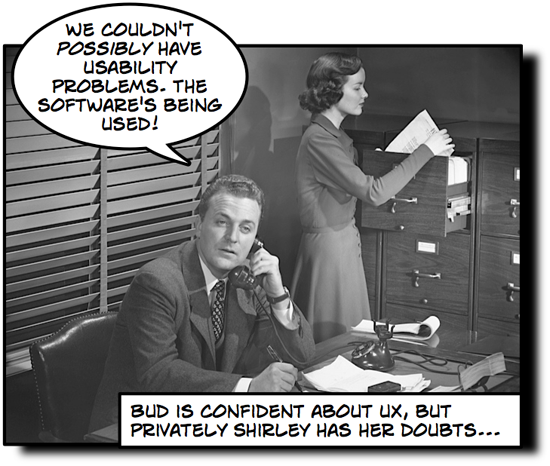 WE COULDN'T
POSSIBLY HAVE
USABILITY
PROBLEMS. THE
SOFTWARE'S BEING
USED!
BUD IS CONFIDENT ABOUT UX, BUT
PRIVATELY SHIRLEY HAS HER DOUBTS...